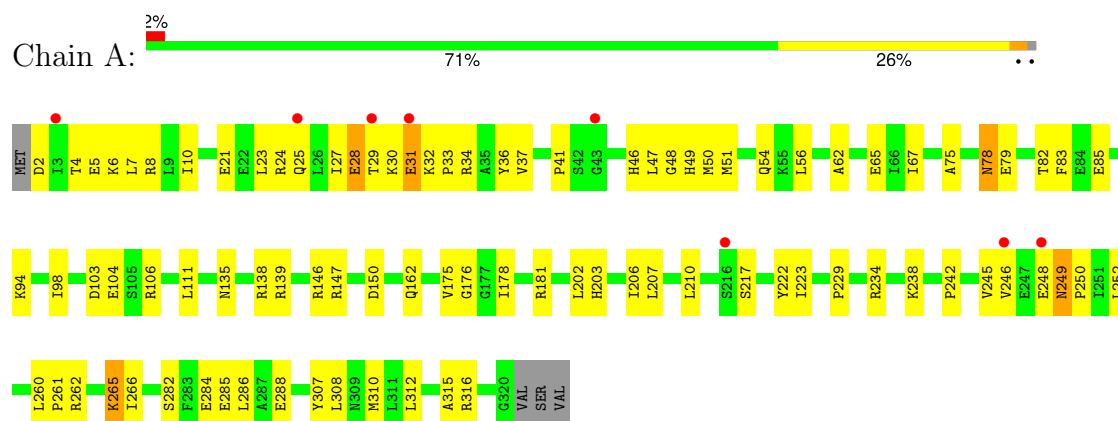 2%
Chain A:
71% 26% • •
MET D2 I3 T4 E5 K6 L7 R8 L9 I10 E21 E22 L23 R24 Q25 L26 I27 E28 T29 K30 E31 K32 P33 R34 A35 Y36 V37 P41 S42 G43 H46 L47 G48 H49 M50 M51 Q54 K55 L56 A62 E65 I66 I67 A75 N78 E79 T82 F83 E84 E85
K94 I98 D103 E104 S105 R106 L111 N135 R138 R139 R146 R147 D150 Q162 V175 G176 G177 I178 R181 L202 H203 I206 L207 L210 S216 S217 Y222 I223 P229 R234 K238 P242 V245 V246 E247 E248 N249 P250 I251
L260 P261 R262 K265 I266 S282 F283 E284 E285 L286 A287 E288 Y307 L308 N309 M310 L311 L312 A315 R316 G320 VAL SER VAL